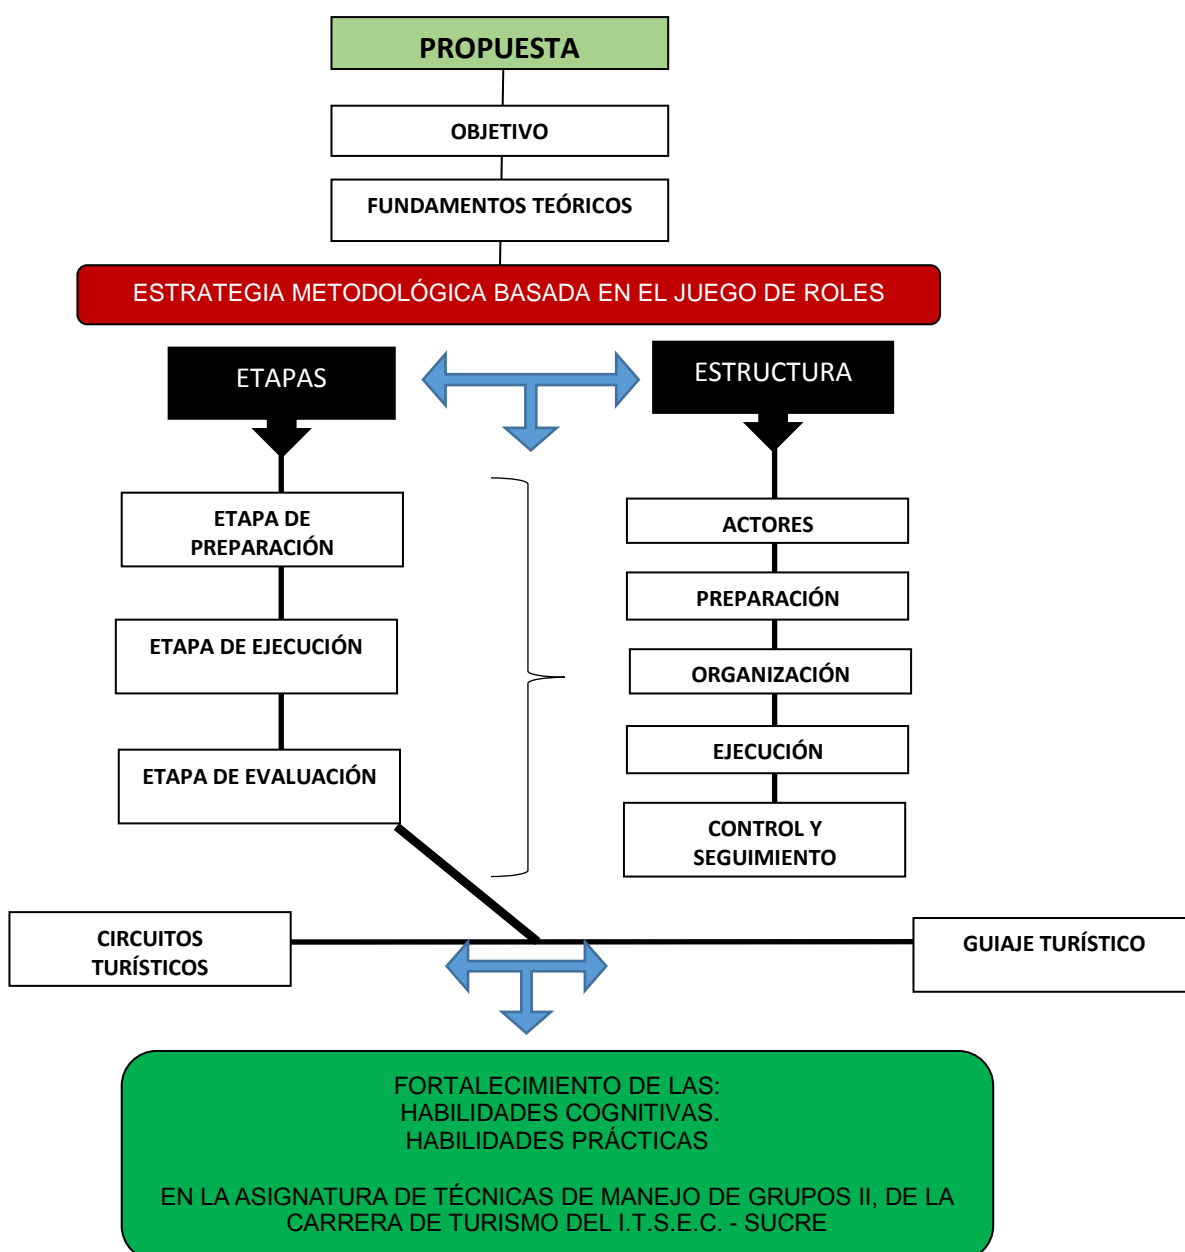 PROPUESTA
OBJETIVO
FUNDAMENTOS TEÓRICOS
ESTRATEGIA METODOLÓGICA BASADA EN EL JUEGO DE ROLES
ETAPAS
ESTRUCTURA
ETAPA DE
PREPARACIÓN
ETAPA DE EJECUCIÓN
ETAPA DE EVALUACIÓN
ACTORES
PREPARACIÓN
ORGANIZACIÓN
EJECUCIÓN
CONTROL Y
SEGUIMIENTO
CIRCUITOS
TURÍSTICOS
GUIAJE TURÍSTICO
FORTALECIMIENTO DE LAS:
HABILIDADES COGNITIVAS.
HABILIDADES PRÁCTICAS
EN LA ASIGNATURA DE TÉCNICAS DE MANEJO DE GRUPOS II, DE LA
CARRERA DE TURISMO DEL I.T.S.E.C. - SUCRE